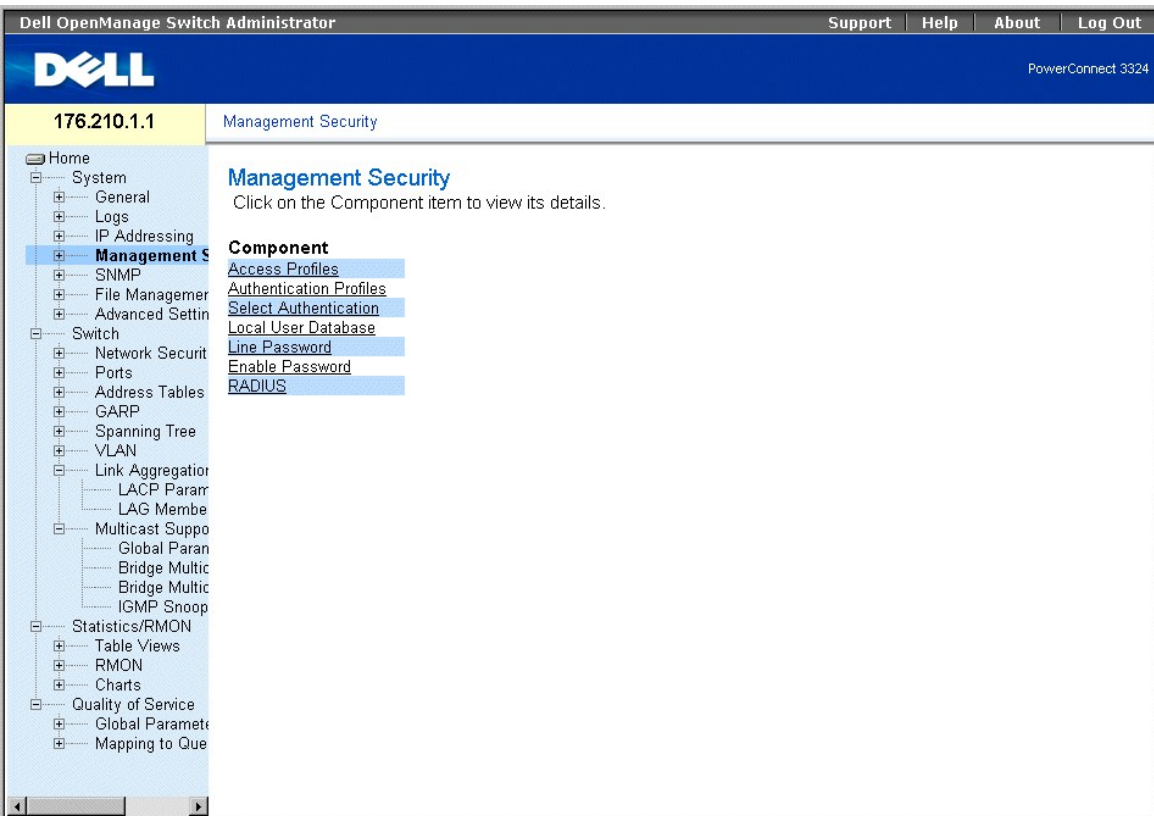 Dell OpenManage Switch Administrator
Support
Help
About
Log Out
DELL
PowerConnect 3324
176.210.1.1
Management Security
Home
System
General
Logs
IP Addressing
Management S
SNMP
File Managemer
Advanced Settin
Switch
Network Securit
Ports
Address Tables
GARP
Spanning Tree
VLAN
Link Aggregation
LACP Param
LAG Membe
Multicast Suppo
Global Paran
Bridge Multic
Bridge Multic
IGMP Snoop
Statistics/RMON
Table Views
RMON
Charts
Quality of Service
Global Paramete
Mapping to Que
Management Security
Click on the Component item to view its details.
Component
Access Profiles
Authentication Profiles
Select Authentication
Local User Database
Line Password
Enable Password
RADIUS